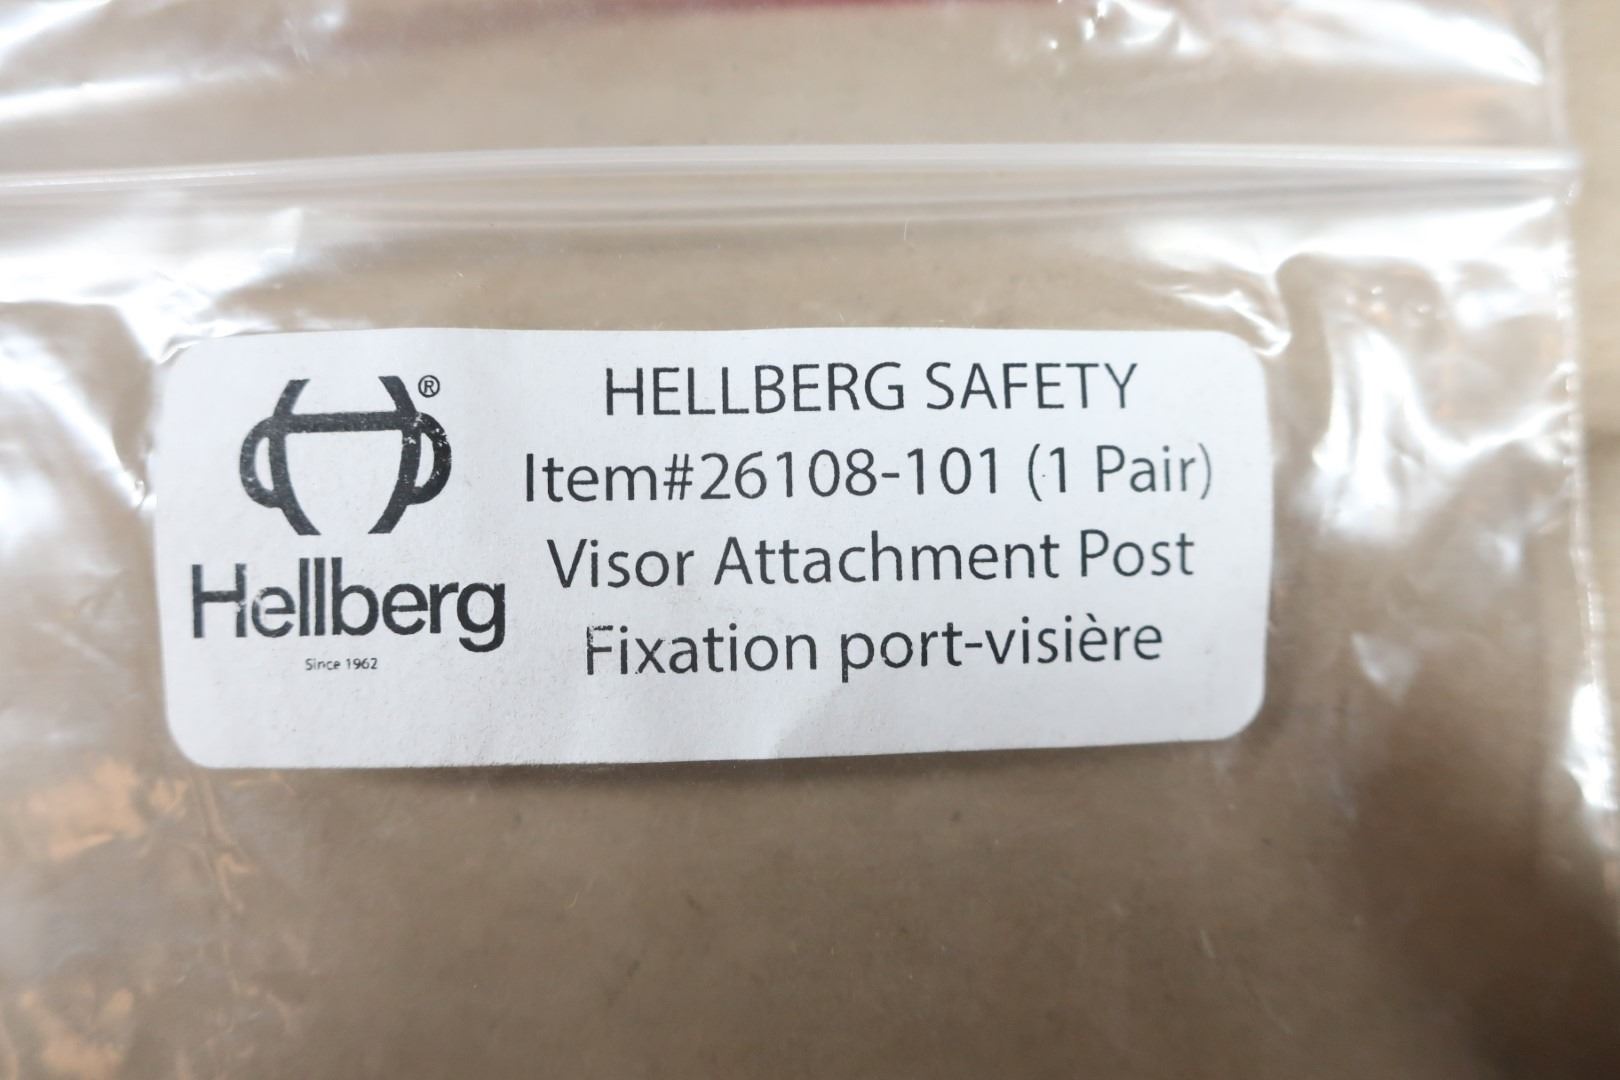 HELLBERG SAFETY
Item#26108-101 (1 Pair)
Visor Attachment Post
Fixation port-visière
®
Hellberg
Since 1962